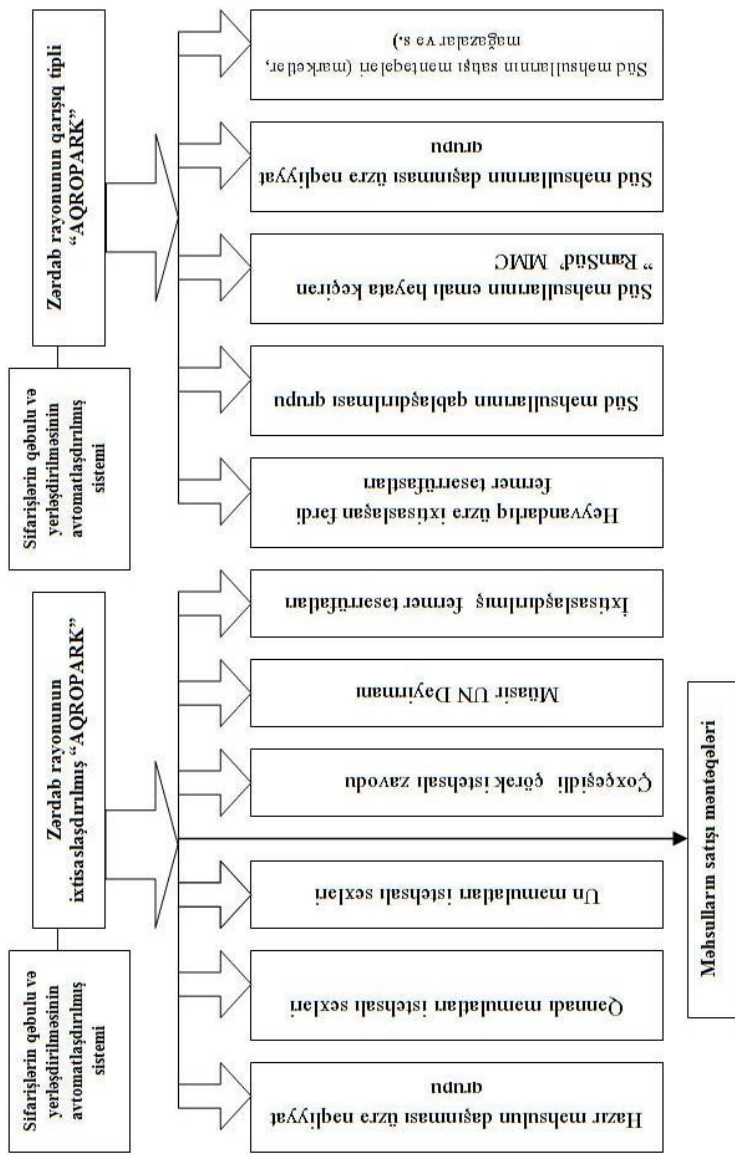 Sifarişlərin qəbulu və
yerləşdirilməsinin
avtomatlaşdırılmış
sistemi
Zərdab rayonunun
ixtisaslaşdırılmış “AQROPARK”
Sifarişlərin qəbulu və
yerləşdirilməsinin
avtomatlaşdırılmış
sistemi
Zərdab rayonunun qarışıq tipli
“AQROPARK”
Hazır məhsulun daşınması üzrə nəqliyyat
qrupu
Qənnadı məmulatları istehsalı sexləri
Un məmulatları istehsalı sexləri
Çoxçeşidli çörək istehsalı zavodu
Müasir UN Dəyirmanı
İxtisaslaşdırılmış fermer təsərrüfatları
Heyvandarlıq üzrə ixtisaslaşan fərdi
fermer təsərrüfastları
Süd məhsullarının qablaşdırılması qrupu
Süd məhsullarının emalı həyata keçirən
” RamSüd’ MMC
Süd məhsullarının daşınması üzrə nəqliyyat
qrupu
Süd məhsullarının satışı məntəqələri (marketlər,
mağazalar və s.)
Məhsulların satışı məntəqələri